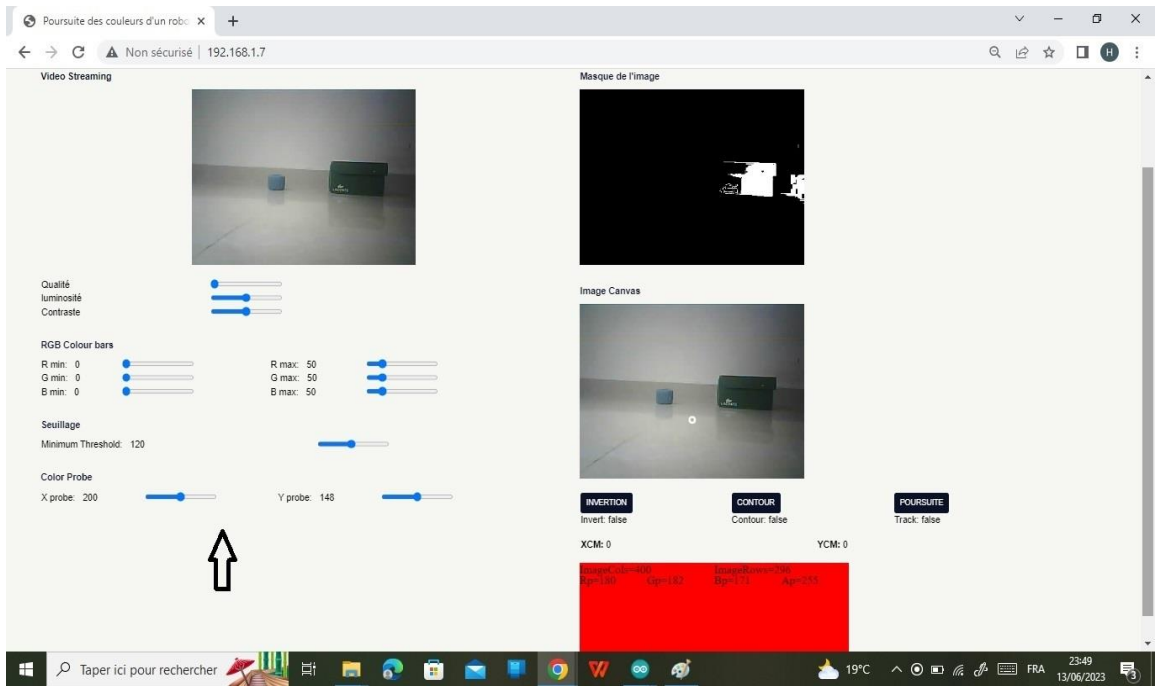 Poursuite des couleurs d'un robo
Non sécurisé 192.168.1.7
H
Video Streaming
Masque de l'image
Qualité
luminosité
Contraste
Image Canvas
RGB Colour bars
R min: 0 R max: 50
G min: 0 G max: 50
B min: 0 B max: 50
Seuillage
Minimum Threshold: 120
Color Probe
X probe: 200 Y probe: 148
INVERTION CONTOUR POURSUITE
Invert: false Contour: false Track: false
XCM: 0 YCM: 0
ImageCols=400 ImageRows=296
Rp=180 Gp=182 Bp=171 Ap=255
Taper ici pour rechercher
19°C FRA 23:49
13/06/2023
3